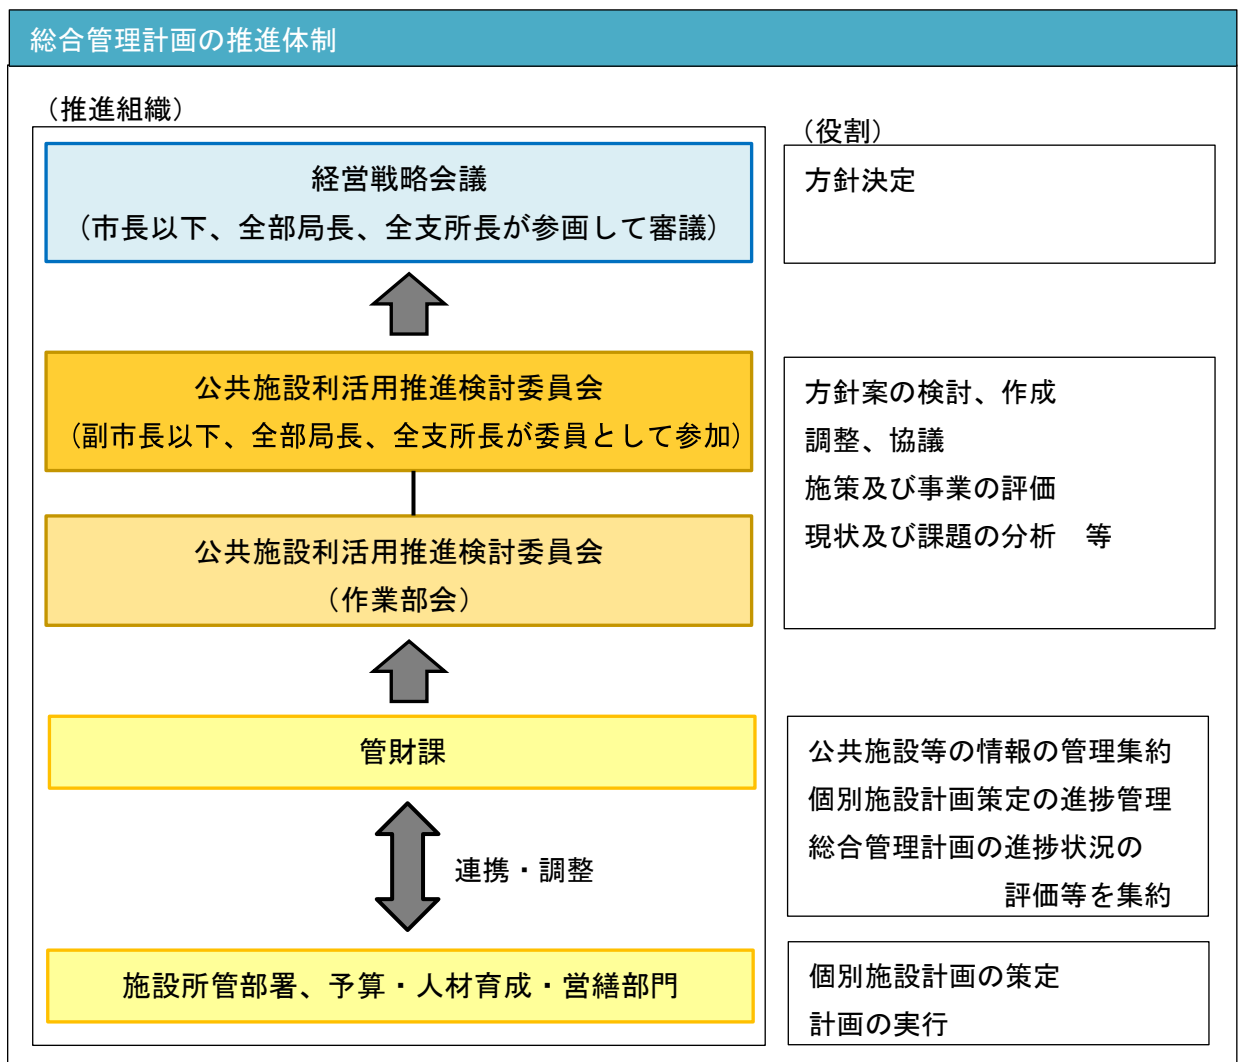 総合管理計画の推進体制
（推進組織）
（役割）
経営戦略会議
（市長以下、全部局長、全支所長が参画して審議）
方針決定
公共施設利活用推進検討委員会
（副市長以下、全部局長、全支所長が委員として参加）
公共施設利活用推進検討委員会
（作業部会）
方針案の検討、作成
調整、協議
施策及び事業の評価
現状及び課題の分析　等
管財課
公共施設等の情報の管理集約
個別施設計画策定の進捗管理
総合管理計画の進捗状況の
評価等を集約
連携・調整
施設所管部署、予算・人材育成・営繕部門
個別施設計画の策定
計画の実行